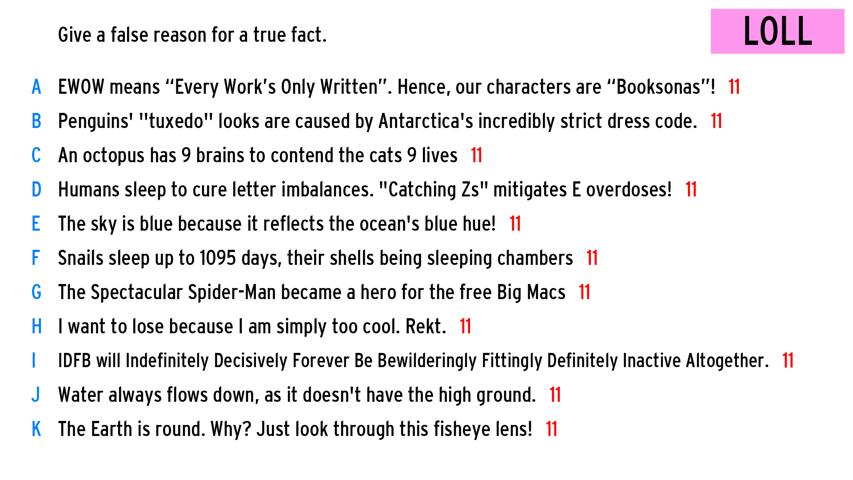 Give a false reason for a true fact.
LOLL
A EWOW means “Every Work’s Only Written”. Hence, our characters are “Booksonas”! 11
B Penguins' "tuxedo" looks are caused by Antarctica's incredibly strict dress code. 11
C An octopus has 9 brains to contend the cats 9 lives 11
D Humans sleep to cure letter imbalances. "Catching Zs" mitigates E overdoses! 11
E The sky is blue because it reflects the ocean's blue hue! 11
F Snails sleep up to 1095 days, their shells being sleeping chambers 11
G The Spectacular Spider-Man became a hero for the free Big Macs 11
H I want to lose because I am simply too cool. Rekt. 11
I IDFB will Indefinitely Decisively Forever Be Bewilderingly Fittingly Definitely Inactive Altogether. 11
J Water always flows down, as it doesn't have the high ground. 11
K The Earth is round. Why? Just look through this fisheye lens! 11